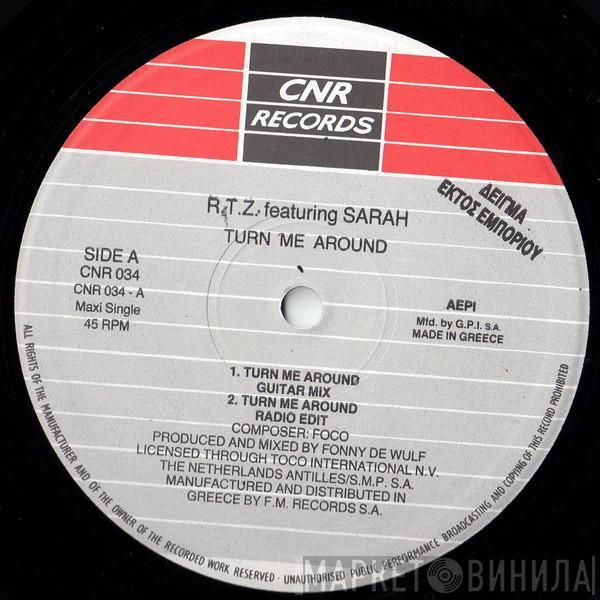 CNR
RECORDS
ΔΕΙΓΜΑ
ΕΚΤΟΣ ΕΜΠΟΡΙΟΥ
R.T.Z. featuring SARAH
TURN ME AROUND
SIDE A
CNR 034
CNR 034 - A
Maxi Single
45 RPM
AEPI
Mfd. by G.P.I. S.A.
MADE IN GREECE
1. TURN ME AROUND
GUITAR MIX
2. TURN ME AROUND
RADIO EDIT
COMPOSER: FOCO
PRODUCED AND MIXED BY FONNY DE WULF
LICENSED THROUGH TOCO INTERNATIONAL N.V.
THE NETHERLANDS ANTILLES/S.M.P. S.A.
MANUFACTURED AND DISTRIBUTED IN
GREECE BY F.M. RECORDS S.A.
ALL RIGHTS OF THE MANUFACTURER AND OF THE OWNER OF THE RECORDED WORK RESERVED · UNAUTHORISED PUBLIC PERFORMANCE BROADCASTING AND COPYING OF THIS RECORD PROHIBITED
МАРКЕТ ВИНИЛА